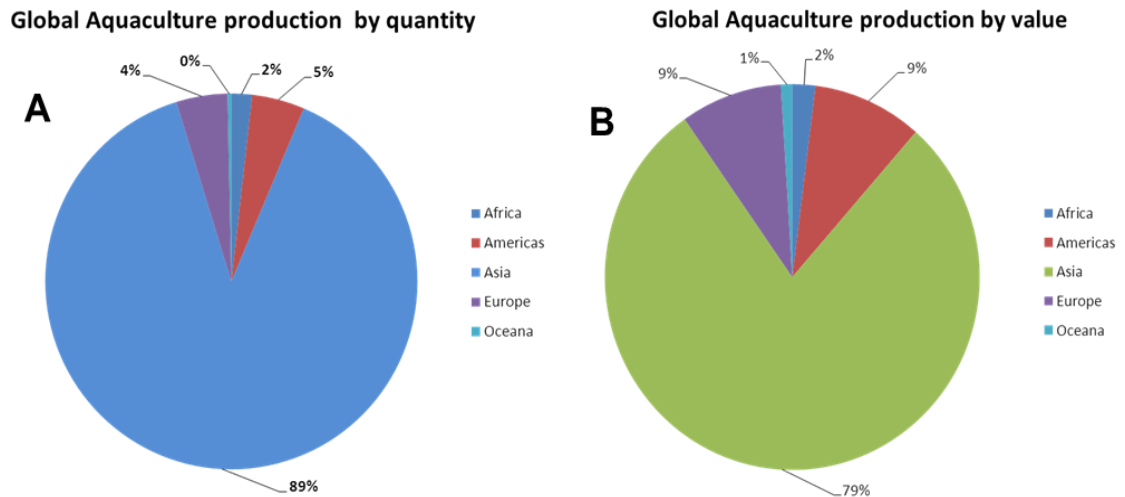 Global Aquaculture production by quantity
A
0%
2%
4%
5%
89%
Africa
Americas
Asia
Europe
Oceana
Global Aquaculture production by value
B
1%
2%
9%
9%
79%
Africa
Americas
Asia
Europe
Oceana